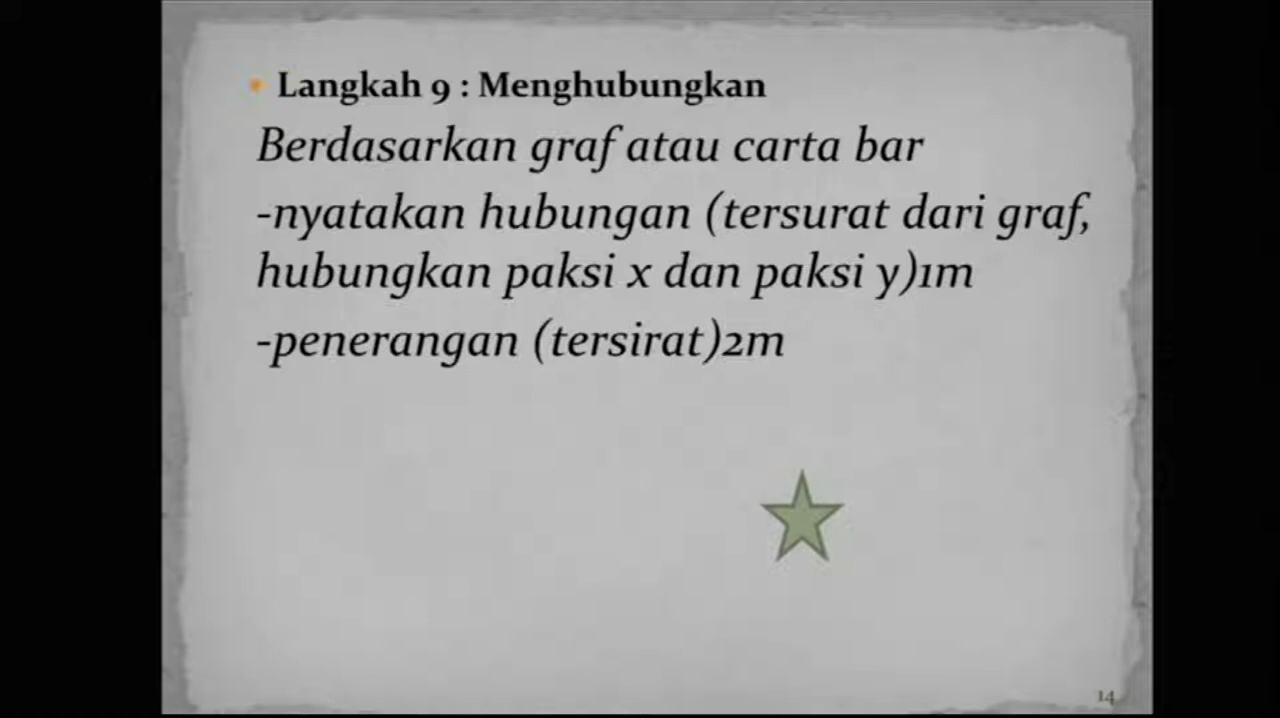 Langkah 9 : Menghubungkan
Berdasarkan graf atau carta bar
-nyatakan hubungan (tersurat dari graf,
hubungkan paksi x dan paksi y)1m
-penerangan (tersirat)2m
14